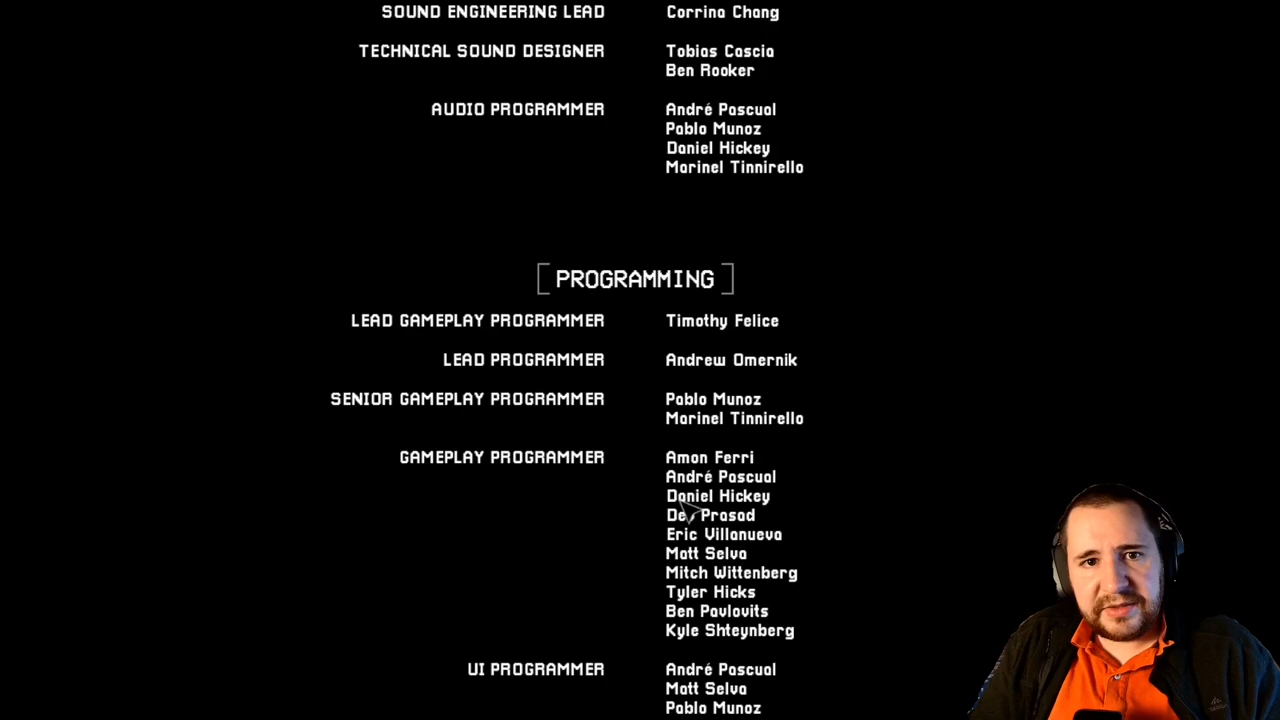 SOUND ENGINEERING LEAD Corrina Chang
TECHNICAL SOUND DESIGNER Tobias Cascia
Ben Rooker
AUDIO PROGRAMMER André Pascual
Pablo Munoz
Daniel Hickey
Marinel Tinnirello
PROGRAMMING
LEAD GAMEPLAY PROGRAMMER Timothy Felice
LEAD PROGRAMMER Andrew Omernik
SENIOR GAMEPLAY PROGRAMMER Pablo Munoz
Marinel Tinnirello
GAMEPLAY PROGRAMMER Amon Ferri
André Pascual
Daniel Hickey
Prasad
Eric Villanueva
Matt Selva
Mitch Wittenberg
Tyler Hicks
Ben Pavlovits
Kyle Shteynberg
UI PROGRAMMER André Pascual
Matt Selva
Pablo Munoz